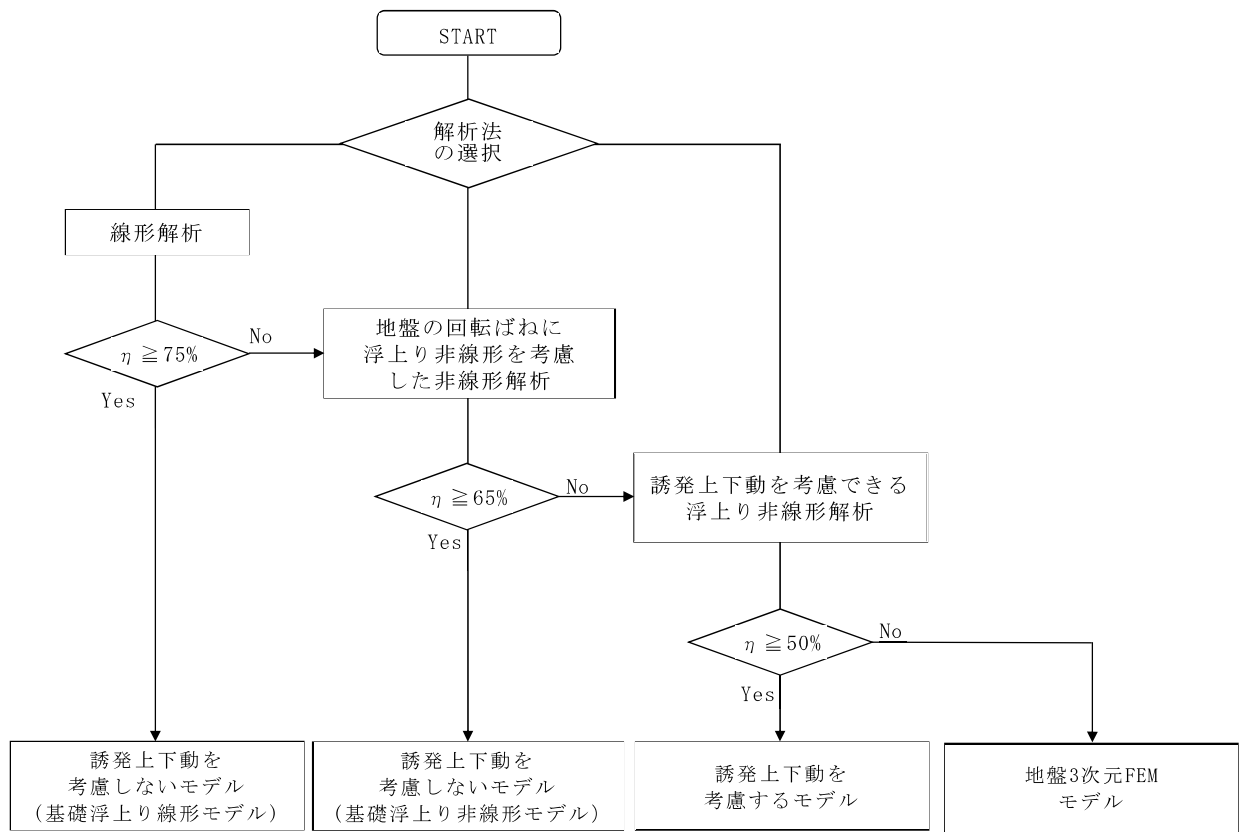 START
解析法
の選択
線形解析
η ≧75%
No
Yes
地盤の回転ばねに
浮上り非線形を考慮
した非線形解析
η ≧65%
No
Yes
誘発上下動を考慮できる
浮上り非線形解析
η ≧50%
No
Yes
誘発上下動を
考慮しないモデル
(基礎浮上り線形モデル)
誘発上下動を
考慮しないモデル
(基礎浮上り非線形モデル)
誘発上下動を
考慮するモデル
地盤3次元FEM
モデル